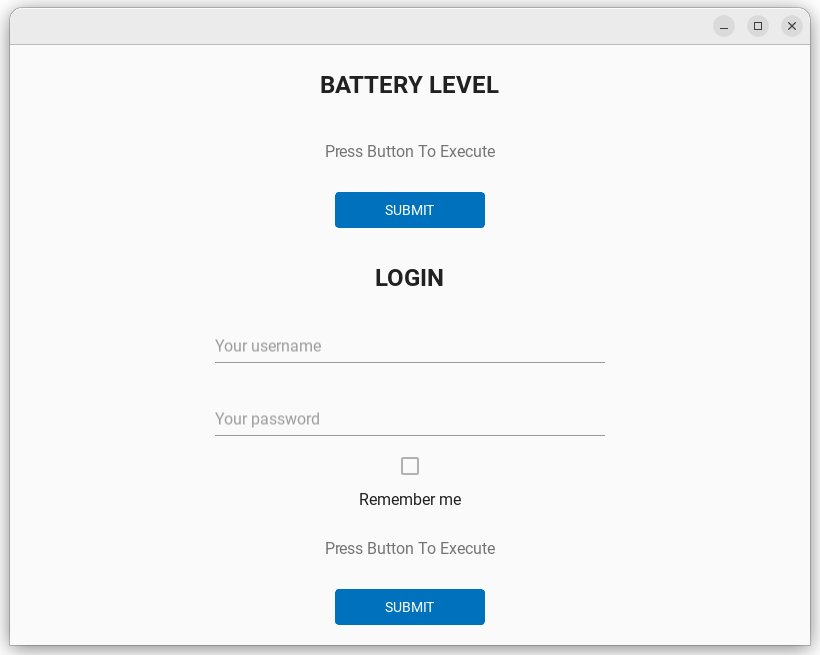 BATTERY LEVEL
Press Button To Execute
SUBMIT
LOGIN
Your username
Your password
Remember me
Press Button To Execute
SUBMIT